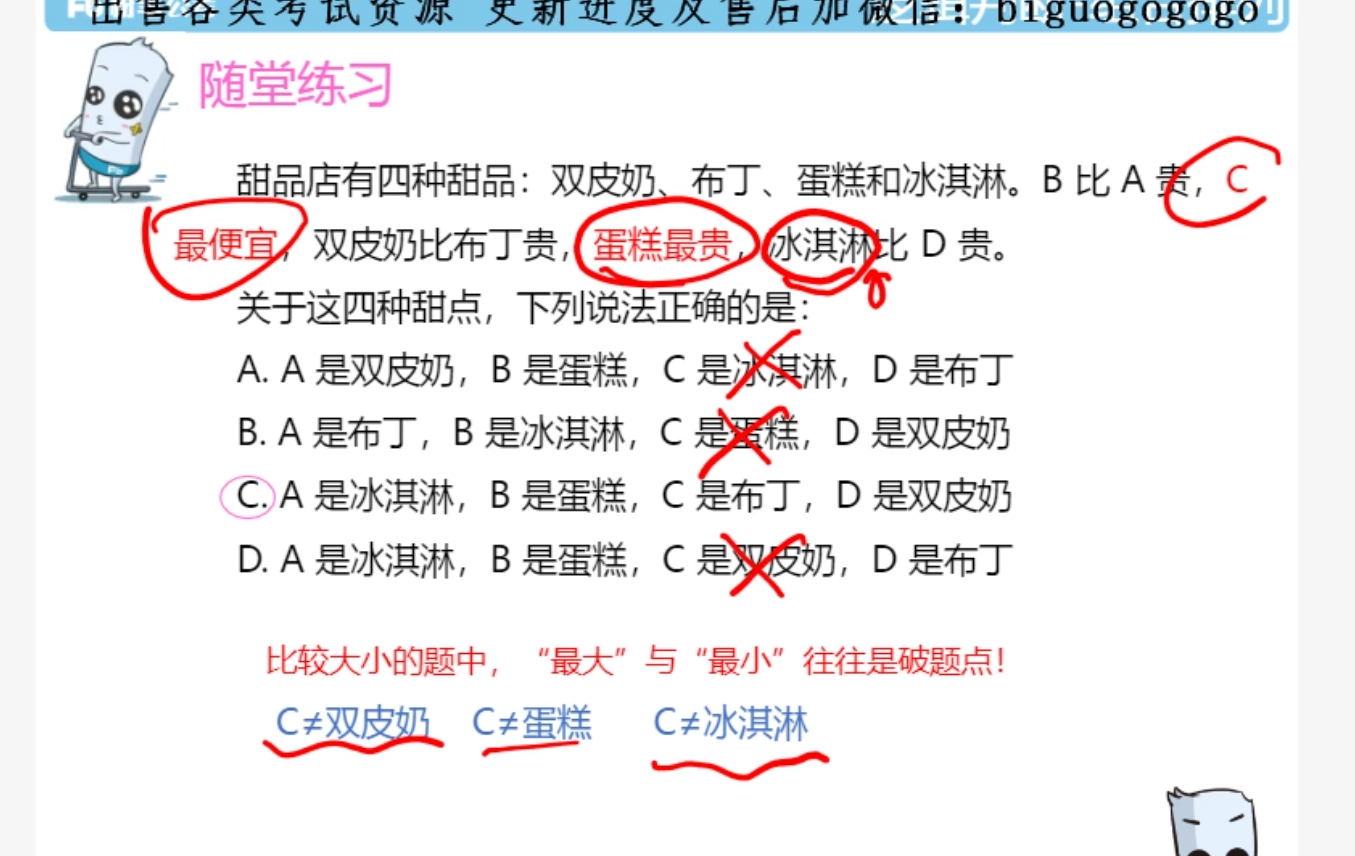 出售各类考试资源 更新进度及售后加微信：biguogogogo
随堂练习
甜品店有四种甜品：双皮奶、布丁、蛋糕和冰淇淋。B 比 A 贵，C
最便宜，双皮奶比布丁贵，蛋糕最贵，冰淇淋比 D 贵。
关于这四种甜点，下列说法正确的是：
A. A 是双皮奶，B 是蛋糕，C 是冰淇淋，D 是布丁
B. A 是布丁，B 是冰淇淋，C 是蛋糕，D 是双皮奶
C. A 是冰淇淋，B 是蛋糕，C 是布丁，D 是双皮奶
D. A 是冰淇淋，B 是蛋糕，C 是双皮奶，D 是布丁
比较大小的题中，“最大”与“最小”往往是破题点！
C≠双皮奶 C≠蛋糕 C≠冰淇淋